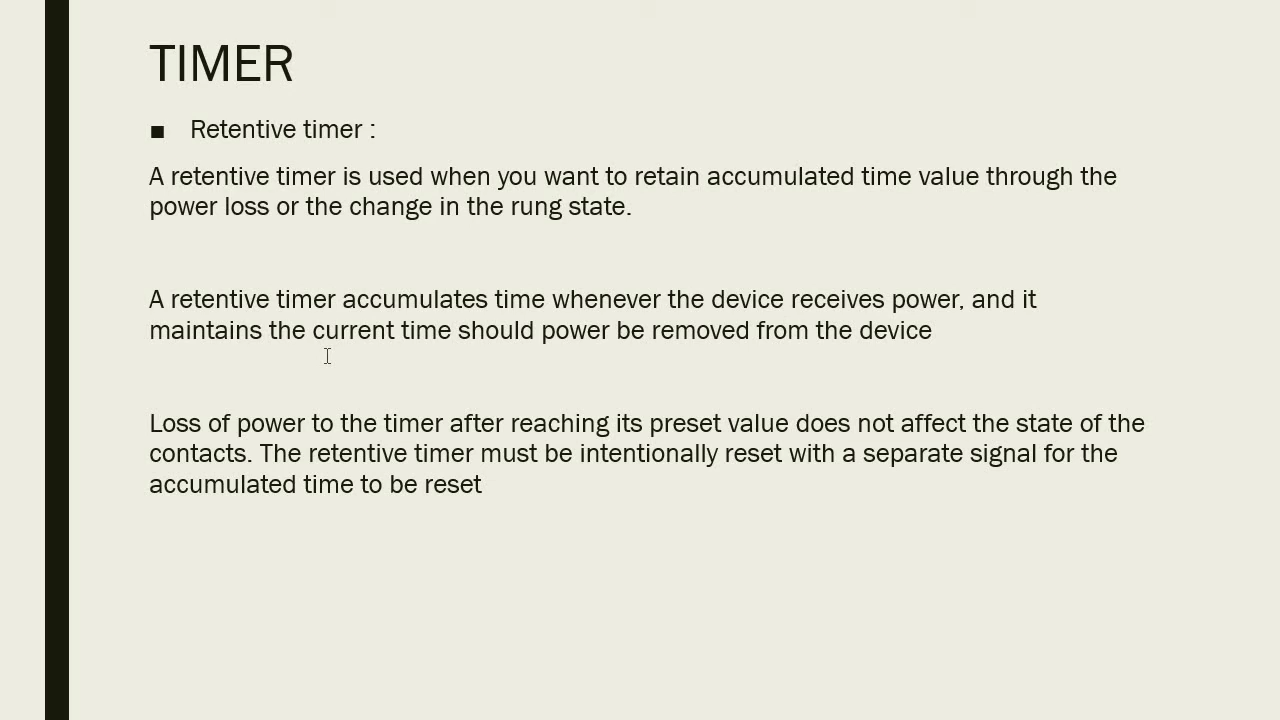 TIMER
■ Retentive timer :
A retentive timer is used when you want to retain accumulated time value through the
power loss or the change in the rung state.
A retentive timer accumulates time whenever the device receives power, and it
maintains the current time should power be removed from the device
Loss of power to the timer after reaching its preset value does not affect the state of the
contacts. The retentive timer must be intentionally reset with a separate signal for the
accumulated time to be reset